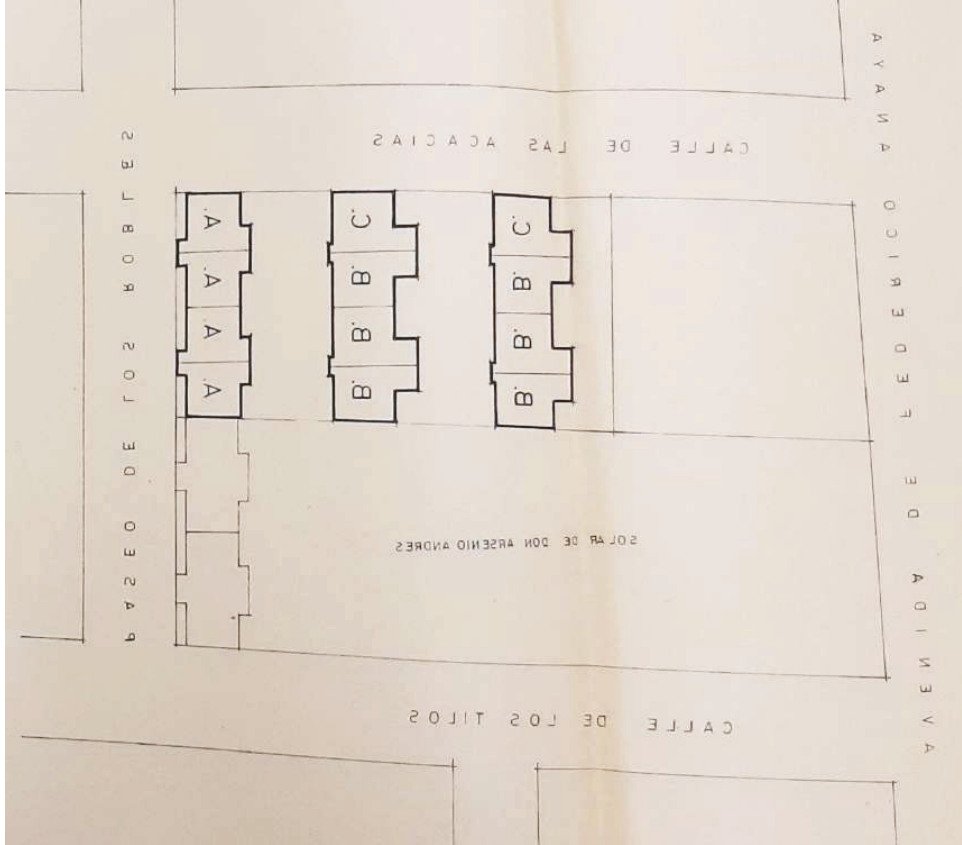 CALLE DE LAS ACACIAS
PASEO DE LOS ROBLES
AVENIDA DE FEDERICO ANAYA
A.
A.
A.
A.
C.
B.
B.
B.
C.
B.
B.
B.
SOLAR DE DON ARSENIO ANDRES
CALLE DE LOS TILOS